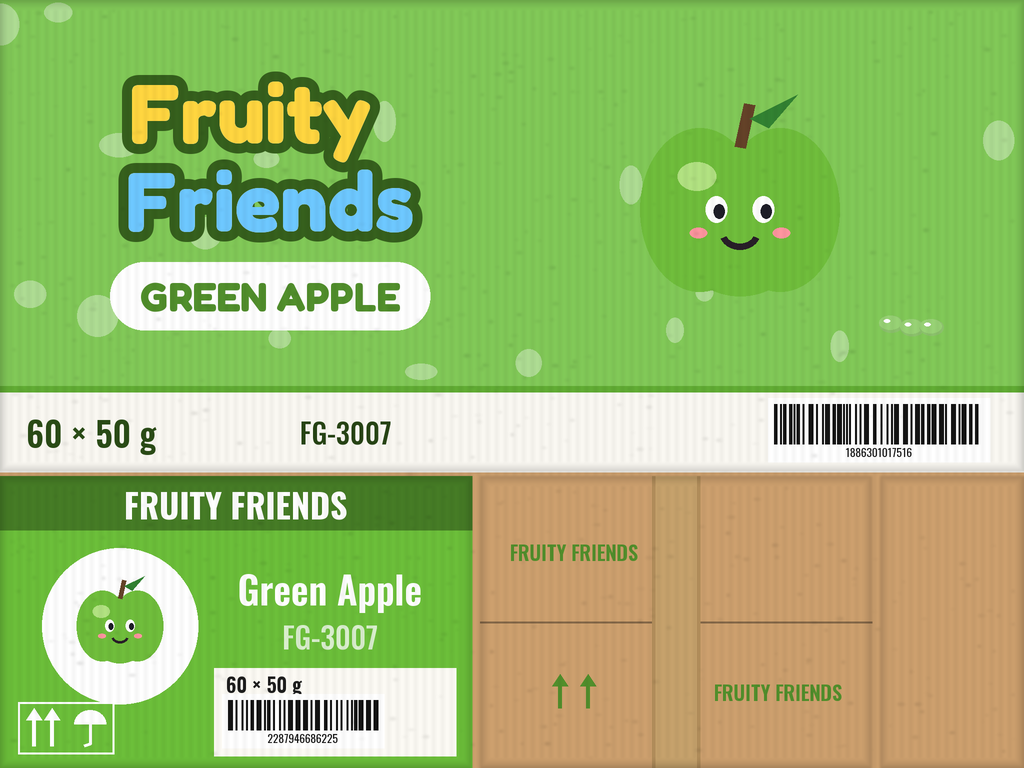 Fruity
Friends
GREEN APPLE
60 × 50 g
FG-3007
1886301017516
FRUITY FRIENDS
Green Apple
FG-3007
60 × 50 g
2287946686225
FRUITY FRIENDS
FRUITY FRIENDS